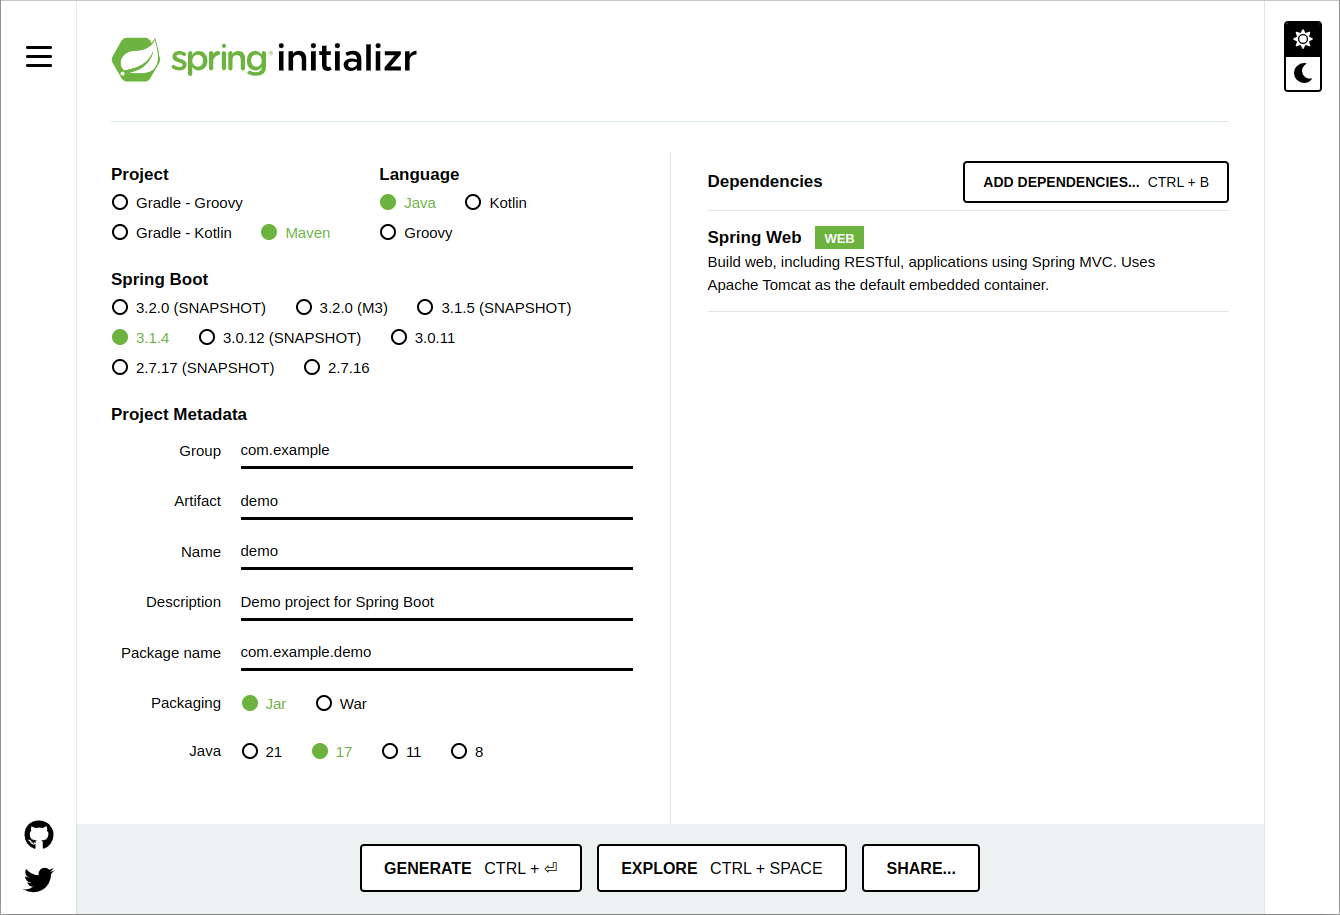 spring initializr
Project
Gradle - Groovy
Gradle - Kotlin Maven
Language
Java Kotlin
Groovy
Spring Boot
3.2.0 (SNAPSHOT) 3.2.0 (M3) 3.1.5 (SNAPSHOT)
3.1.4 3.0.12 (SNAPSHOT) 3.0.11
2.7.17 (SNAPSHOT) 2.7.16
Project Metadata
Group com.example
Artifact demo
Name demo
Description Demo project for Spring Boot
Package name com.example.demo
Packaging Jar War
Java 21 17 11 8
Dependencies ADD DEPENDENCIES... CTRL + B
Spring Web WEB
Build web, including RESTful, applications using Spring MVC. Uses
Apache Tomcat as the default embedded container.
GENERATE CTRL + ⏎ EXPLORE CTRL + SPACE SHARE...